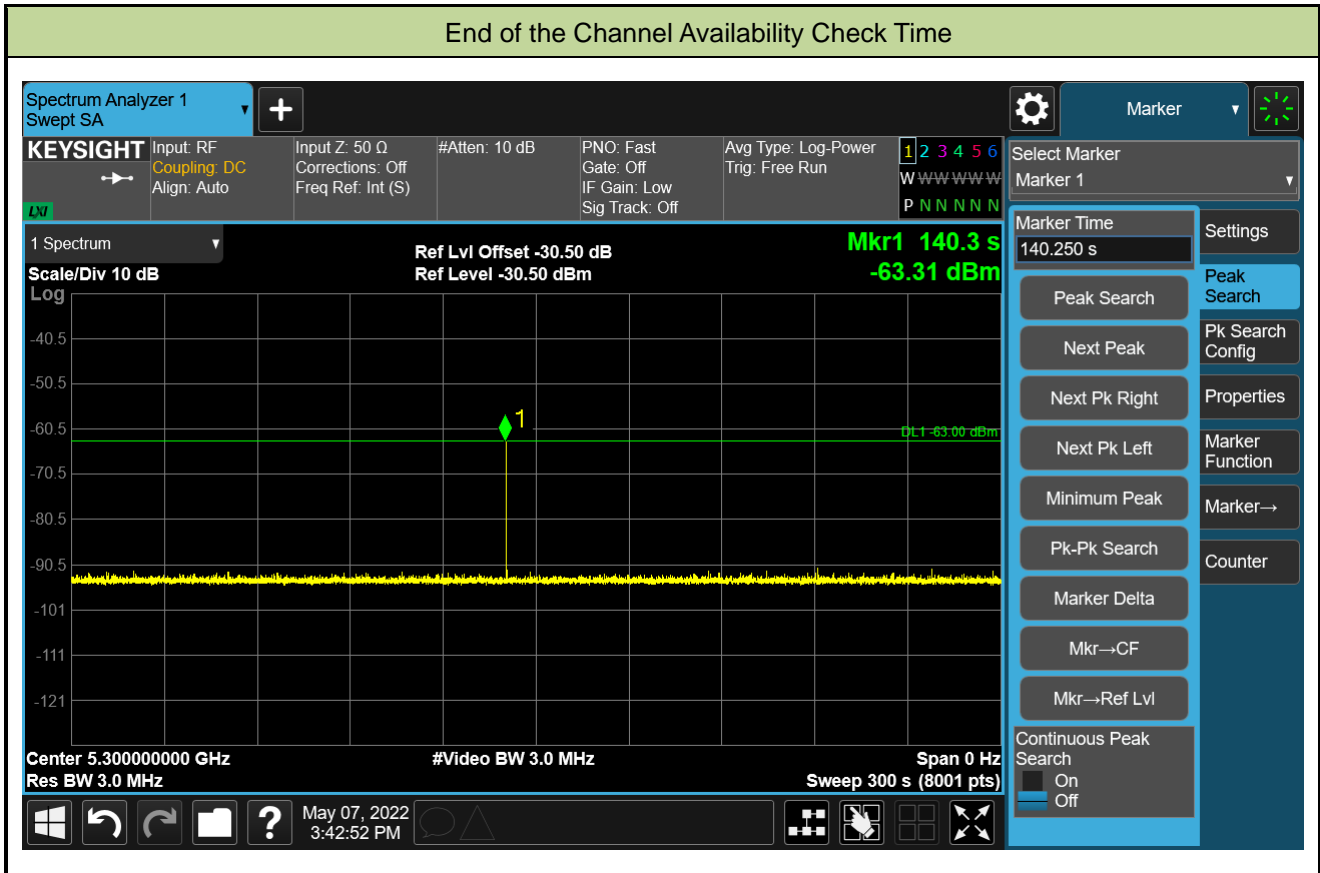 End of the Channel Availability Check Time
Spectrum Analyzer 1
Swept SA
+
Marker
KEYSIGHT
LXI
Input: RF
Coupling: DC
Align: Auto
Input Z: 50 Ω
Corrections: Off
Freq Ref: Int (S)
#Atten: 10 dB
PNO: Fast
Gate: Off
IF Gain: Low
Sig Track: Off
Avg Type: Log-Power
Trig: Free Run
1 2 3 4 5 6
W W W W W W
P N N N N N
Select Marker
Marker 1
1 Spectrum
Scale/Div 10 dB
Log
Ref Lvl Offset -30.50 dB
Ref Level -30.50 dBm
Mkr1 140.3 s
-63.31 dBm
-40.5
-50.5
-60.5
-70.5
-80.5
-90.5
-101
-111
-121
1
DL1 -63.00 dBm
Center 5.300000000 GHz
Res BW 3.0 MHz
#Video BW 3.0 MHz
Span 0 Hz
Sweep 300 s (8001 pts)
Marker Time
140.250 s
Peak Search
Next Peak
Next Pk Right
Next Pk Left
Minimum Peak
Pk-Pk Search
Marker Delta
Mkr→CF
Mkr→Ref Lvl
Continuous Peak
Search
On
Off
Settings
Peak
Search
Pk Search
Config
Properties
Marker
Function
Marker→
Counter
?
May 07, 2022
3:42:52 PM